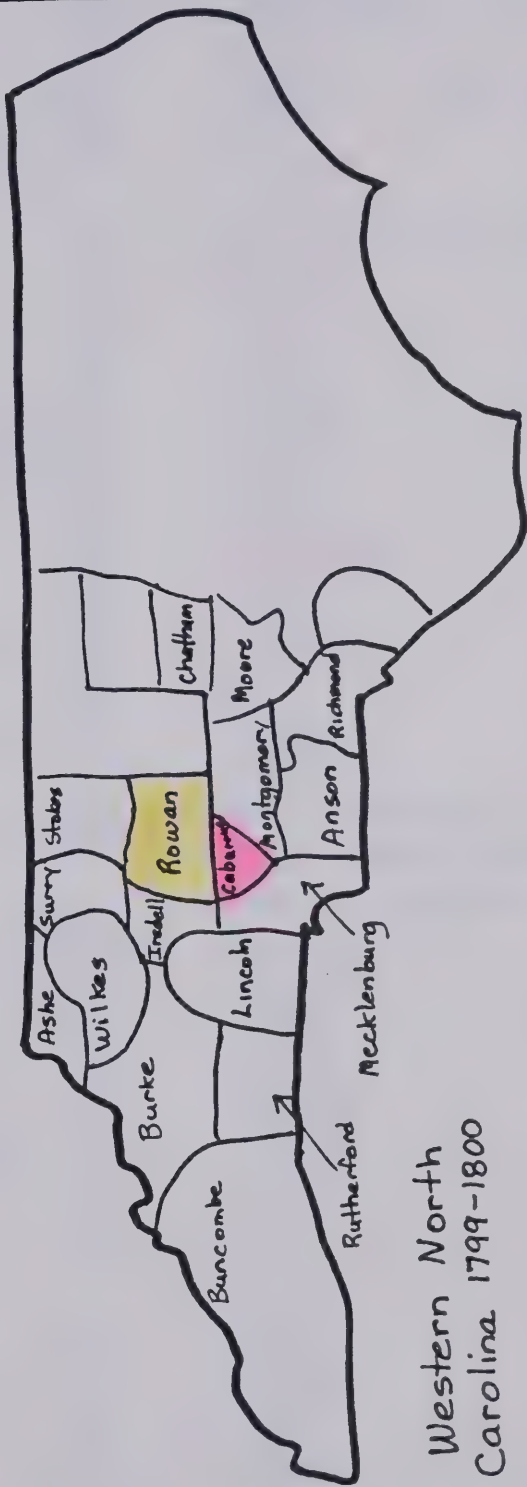 Ashe
Surry
Stokes
Wilkes
Iredell
Rowan
Chatham
Burke
Lincoln
Cabarrus
Montgomery
Moore
Buncombe
Anson
Richmond
Rutherford
Mecklenburg
Western North
Carolina 1799-1800